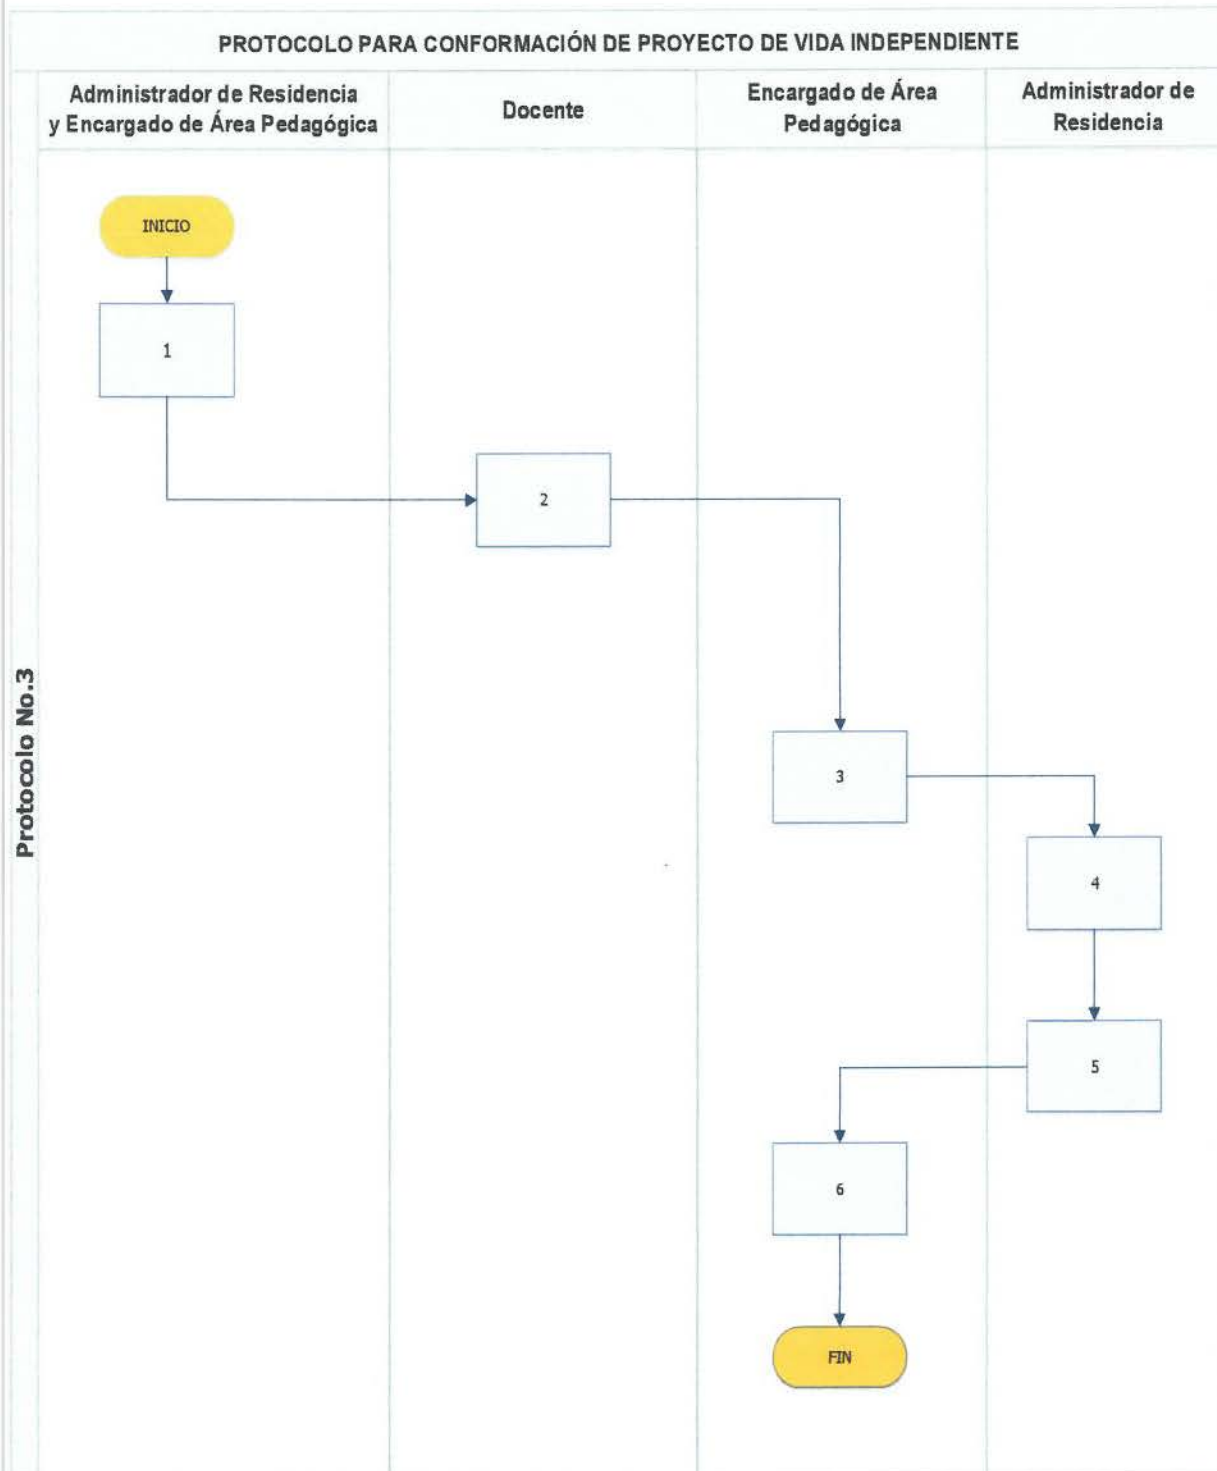 PROTOCOLO PARA CONFORMACIÓN DE PROYECTO DE VIDA INDEPENDIENTE
Protocolo No.3
Administrador de Residencia
y Encargado de Área Pedagógica
Docente
Encargado de Área
Pedagógica
Administrador de
Residencia
INICIO
1
2
3
4
5
6
FIN